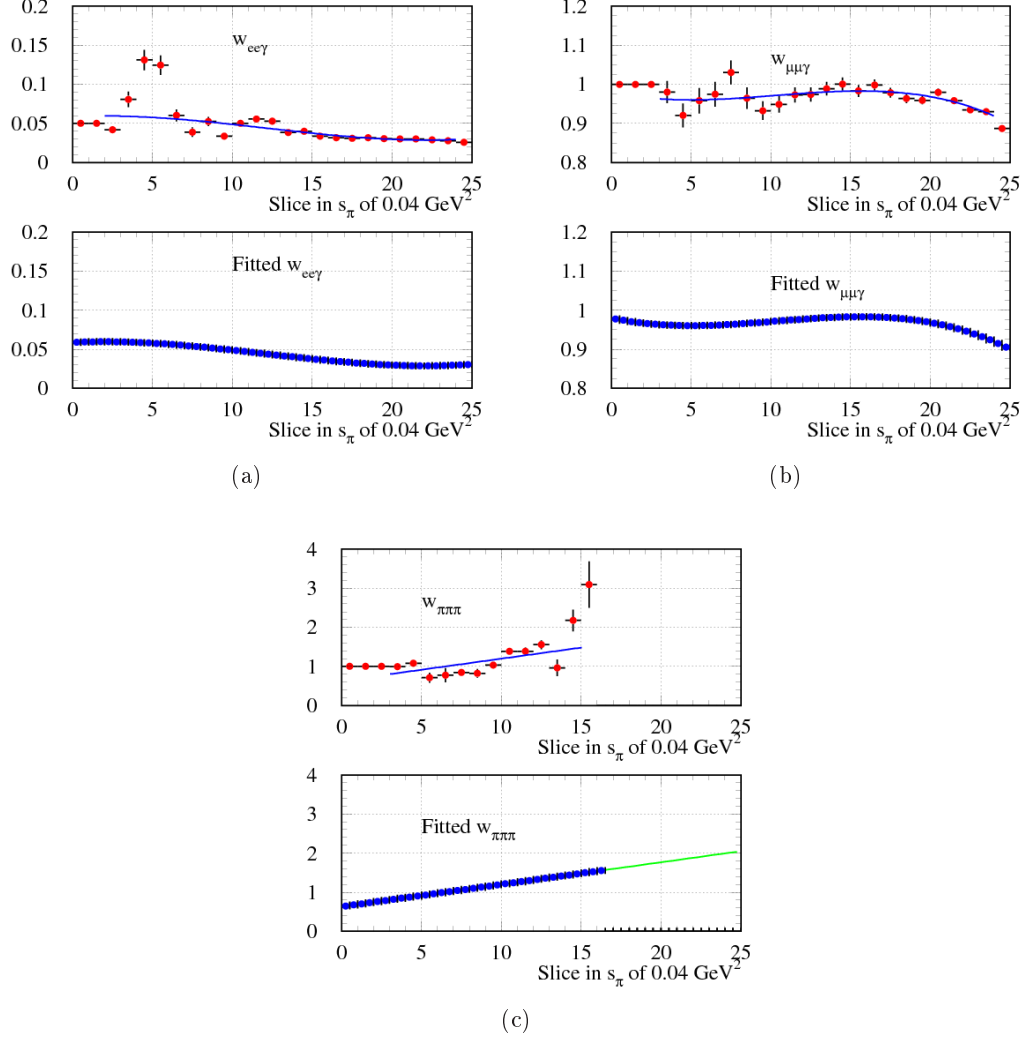 0.2
0.15
0.1
0.05
0
w_eeγ
0 5 10 15 20 25
Slice in s_π of 0.04 GeV²
0.2
0.15
0.1
0.05
0
Fitted w_eeγ
0 5 10 15 20 25
Slice in s_π of 0.04 GeV²
(a)
1.2
1.1
1
0.9
0.8
w_μμγ
0 5 10 15 20 25
Slice in s_π of 0.04 GeV²
1.2
1.1
1
0.9
0.8
Fitted w_μμγ
0 5 10 15 20 25
Slice in s_π of 0.04 GeV²
(b)
4
3
2
1
0
w_πππ
0 5 10 15 20 25
Slice in s_π of 0.04 GeV²
4
3
2
1
0
Fitted w_πππ
0 5 10 15 20 25
Slice in s_π of 0.04 GeV²
(c)